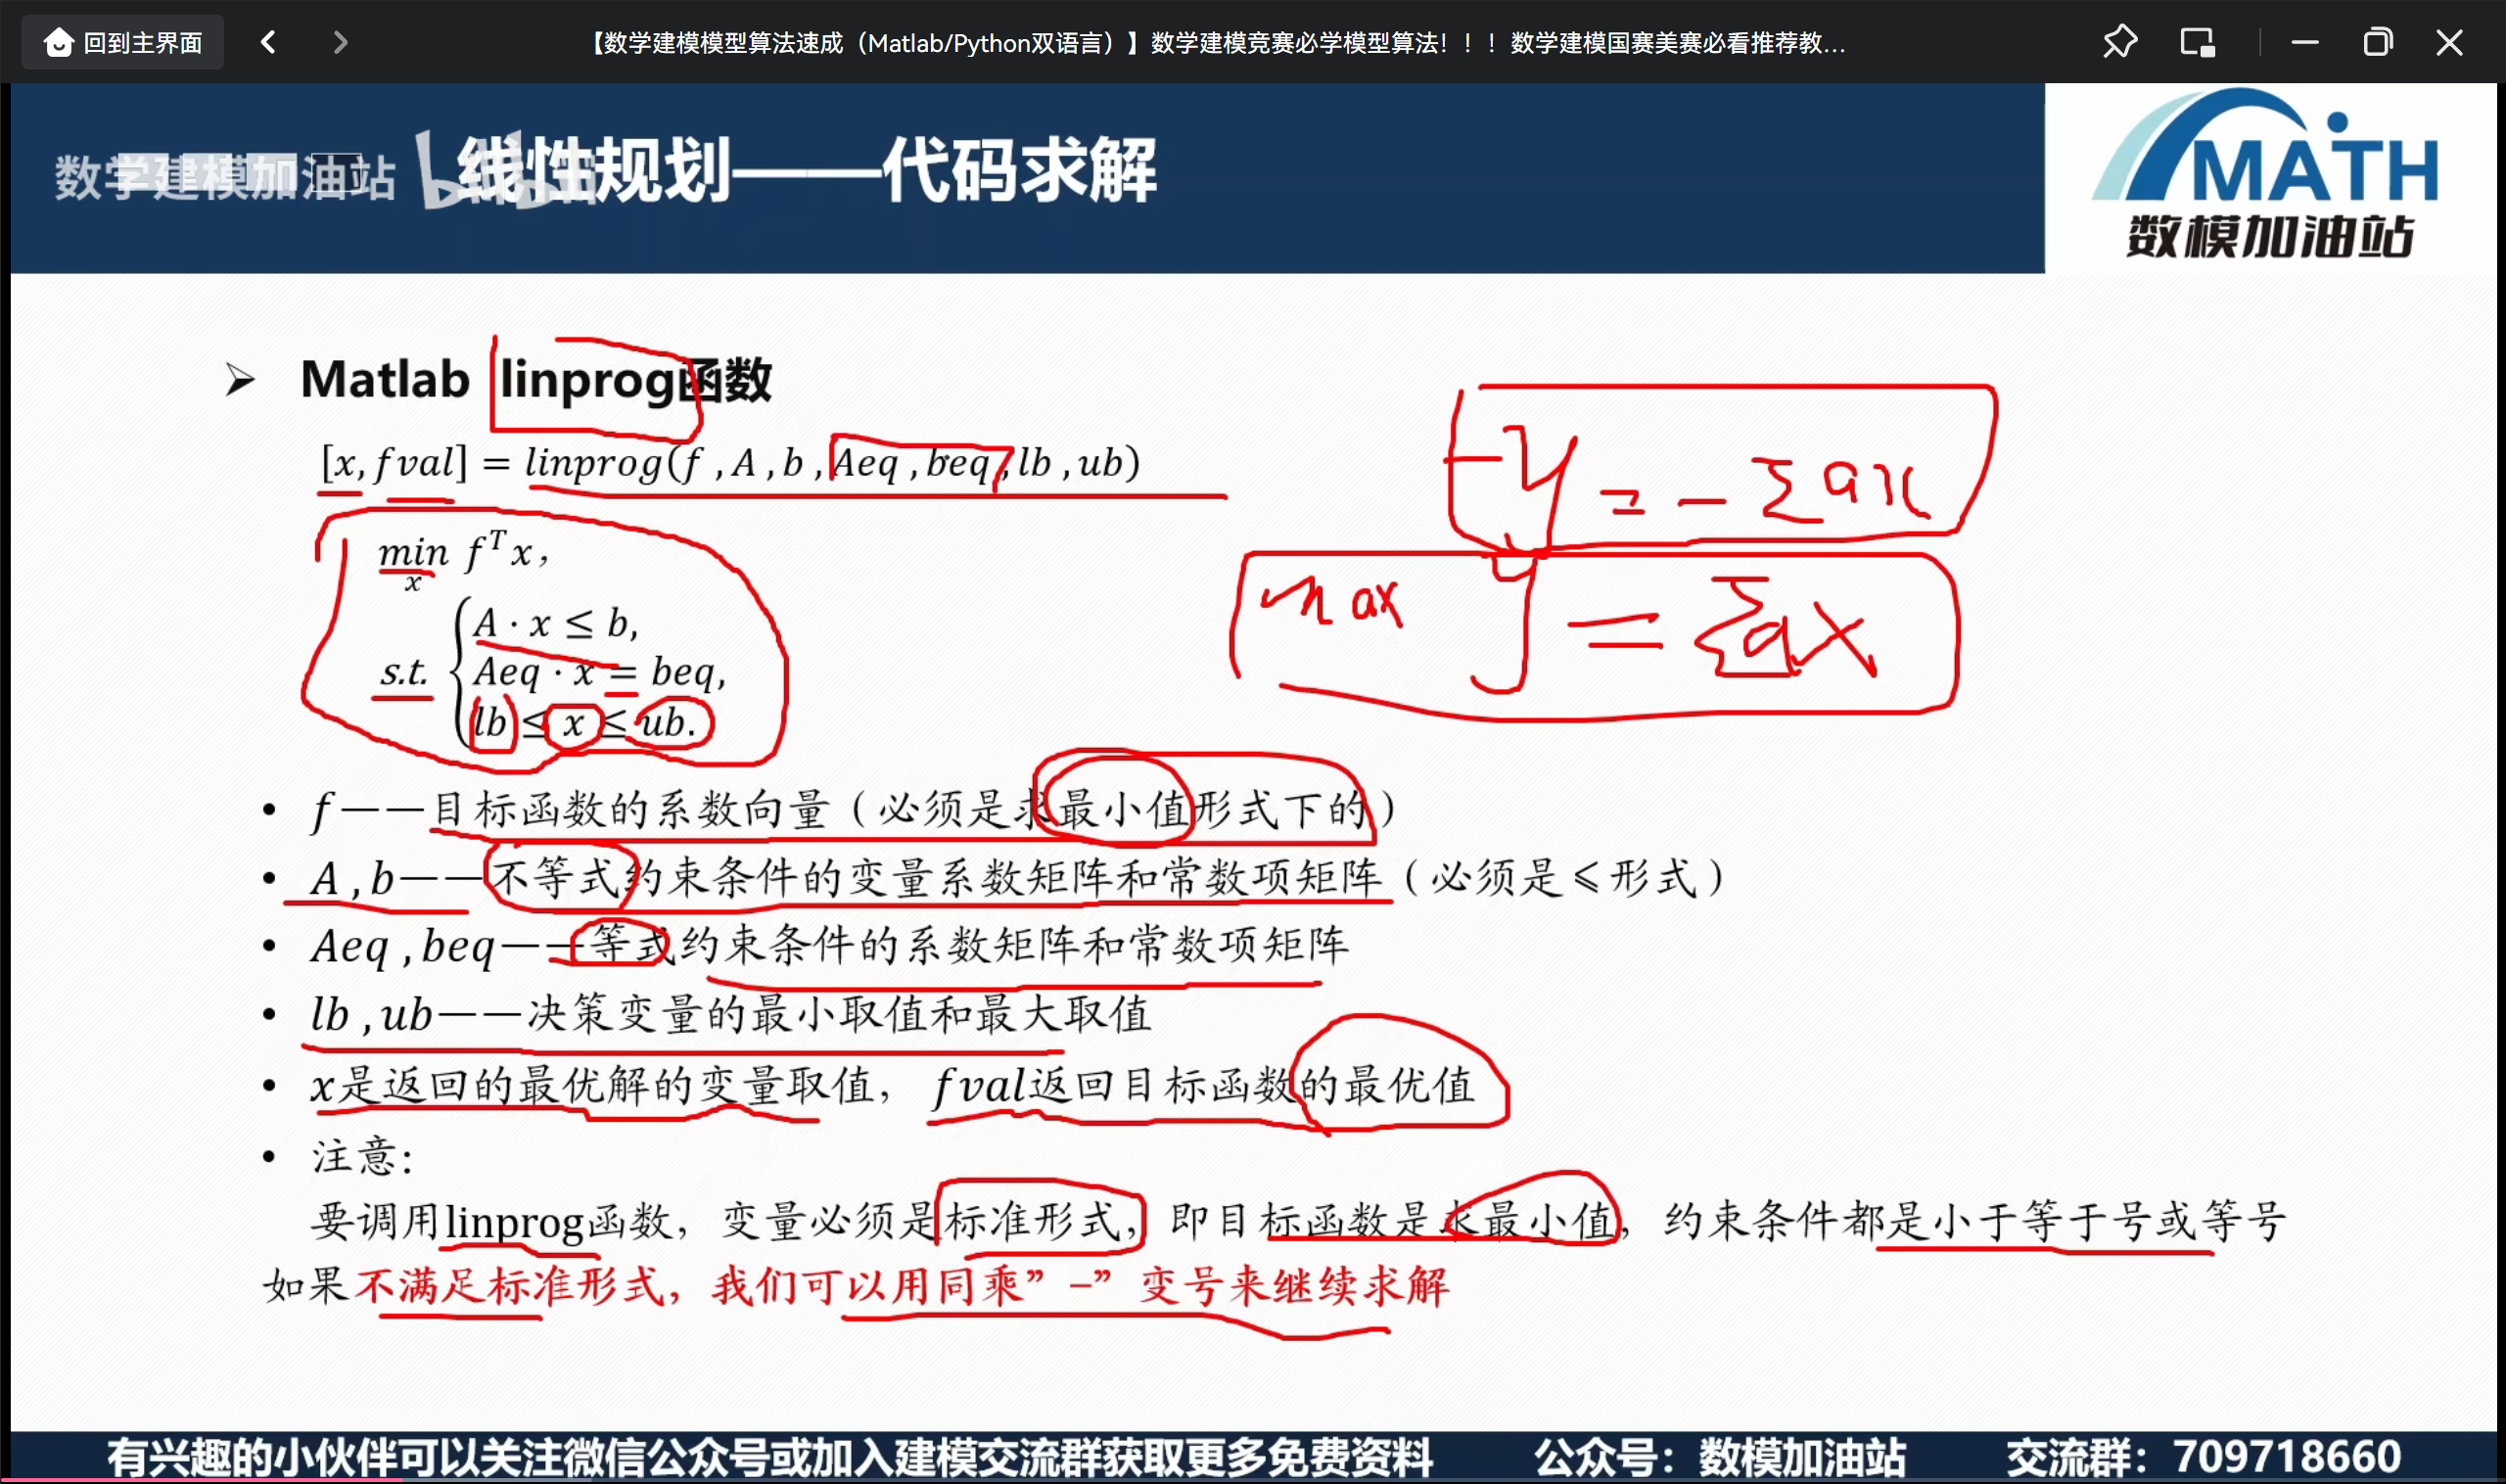 回到主界面
【数学建模模型算法速成（Matlab/Python双语言）】数学建模竞赛必学模型算法！！！数学建模国赛美赛必看推荐教...
数学建模加油站 bilibili
线性规划——代码求解
MATH
数模加油站
➢ Matlab linprog函数
[x,fval] = linprog(f ,A ,b ,Aeq ,beq ,lb ,ub)
-y = - Σax
min f^T x,
x
max y = Σax
A · x ≤ b,
s.t. { Aeq · x = beq,
lb ≤ x ≤ ub.
• f——目标函数的系数向量（必须是求最小值形式下的）
• A ,b——不等式约束条件的变量系数矩阵和常数项矩阵（必须是≤形式）
• Aeq ,beq——等式约束条件的系数矩阵和常数项矩阵
• lb ,ub——决策变量的最小取值和最大取值
• x是返回的最优解的变量取值，fval返回目标函数的最优值
• 注意：
要调用linprog函数，变量必须是标准形式，即目标函数是求最小值，约束条件都是小于等于号或等号
如果不满足标准形式，我们可以用同乘”−”变号来继续求解
有兴趣的小伙伴可以关注微信公众号或加入建模交流群获取更多免费资料 公众号：数模加油站 交流群：709718660